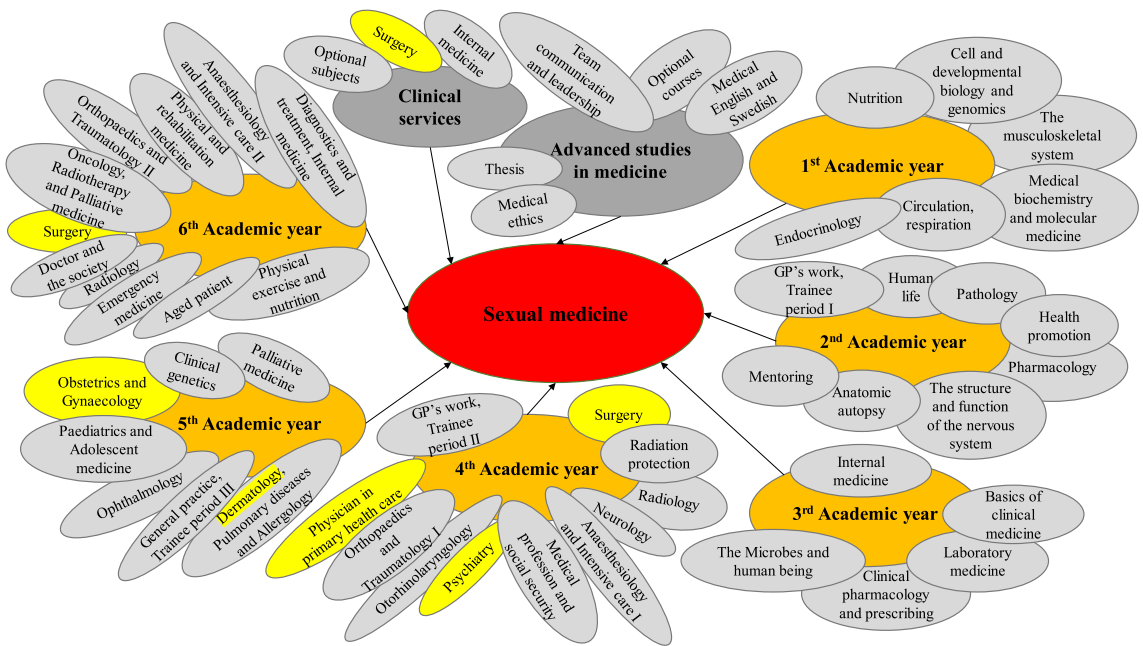 Optional
subjects
Surgery
Internal
medicine
Clinical
services
Team
communication
and leadership
Optional
courses
Medical
English and
Swedish
Thesis
Medical
ethics
Advanced studies
in medicine
Nutrition
Cell and
developmental
biology and
genomics
The
musculoskeletal
system
Medical
biochemistry
and molecular
medicine
Circulation,
respiration
Endocrinology
1st Academic year
Orthopaedics and
Traumatology II
Physical and
rehabilitation
medicine
Anaesthesiology
and Intensive care II
Diagnostics and
treatment, Internal
medicine
Oncology,
Radiotherapy
and Palliative
medicine
Surgery
Doctor and
the society
Radiology
Emergency
medicine
Aged patient
Physical
exercise and
nutrition
6th Academic year
Sexual medicine
GP's work,
Trainee
period I
Human
life
Pathology
Health
promotion
Pharmacology
The structure
and function
of the nervous
system
Anatomic
autopsy
Mentoring
2nd Academic year
Obstetrics and
Gynaecology
Clinical
genetics
Palliative
medicine
Paediatrics and
Adolescent
medicine
Ophthalmology
General practice,
Trainee period III
Dermatology,
Pulmonary diseases
and Allergology
5th Academic year
GP's work,
Trainee
period II
Surgery
Radiation
protection
Radiology
Neurology
Anaesthesiology
and Intensive care I
Medical
profession and
social security
Psychiatry
Otorhinolaryngology
Orthopaedics
and
Traumatology I
Physician in
primary health care
4th Academic year
Internal
medicine
Basics of
clinical
medicine
Laboratory
medicine
Clinical
pharmacology
and prescribing
The Microbes and
human being
3rd Academic year